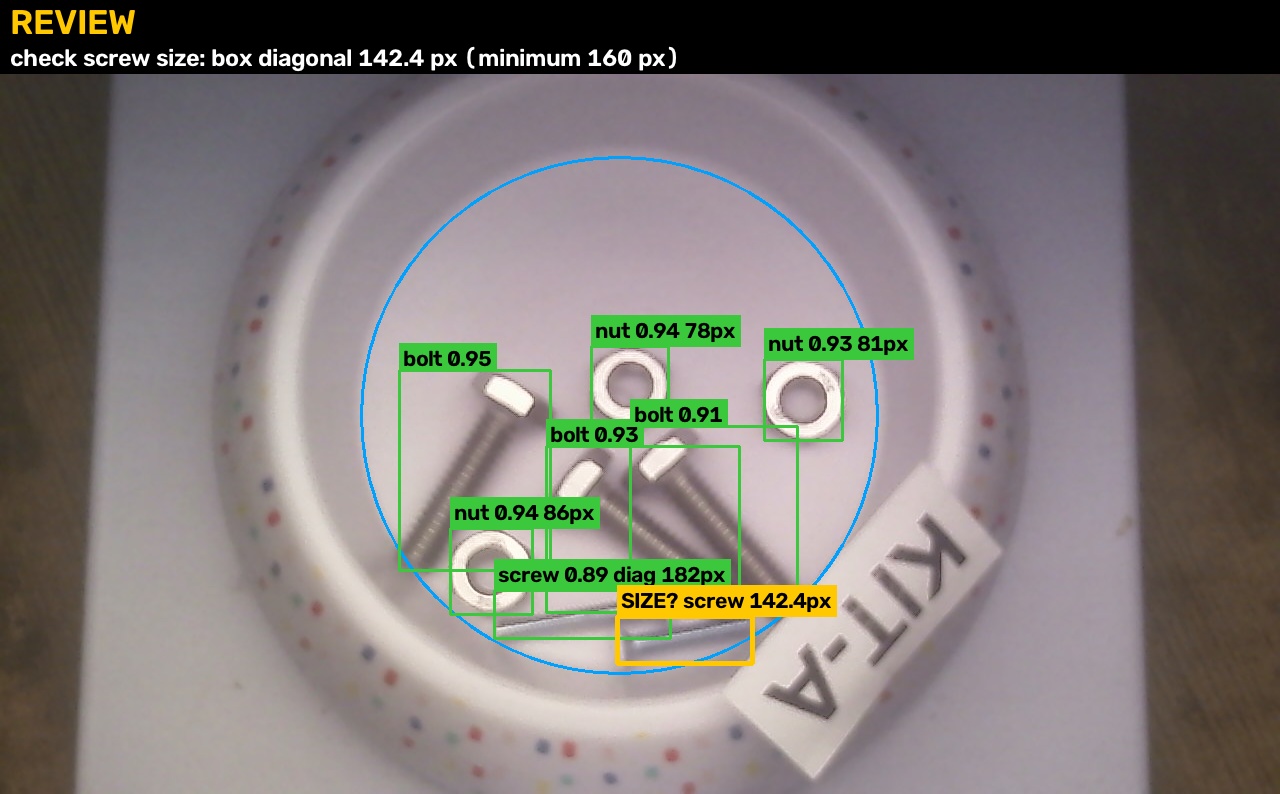 REVIEW
check screw size: box diagonal 142.4 px (minimum 160 px)
nut 0.94 78px
nut 0.93 81px
bolt 0.95
bolt 0.91
bolt 0.93
nut 0.94 86px
screw 0.89 diag 182px
SIZE? screw 142.4px
KIT-A